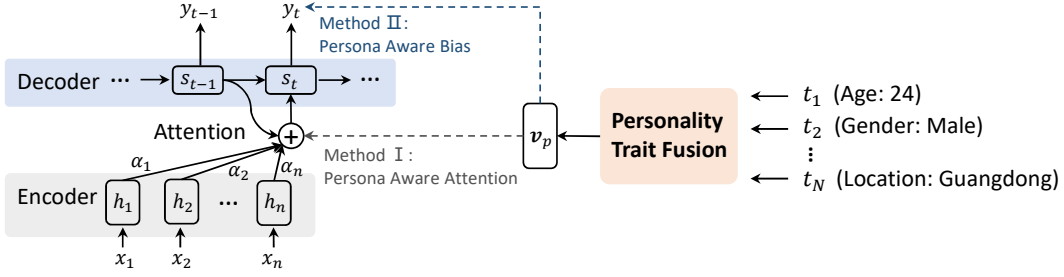 y_{t-1} y_t
Method Ⅱ:
Persona Aware Bias
Decoder ... s_{t-1} s_t ...
Attention +
Method Ⅰ:
Persona Aware Attention
α_1 α_2 α_n
Encoder h_1 h_2 ... h_n
x_1 x_2 x_n
v_p
Personality
Trait Fusion
t_1 (Age: 24)
t_2 (Gender: Male)
⋮
t_N (Location: Guangdong)